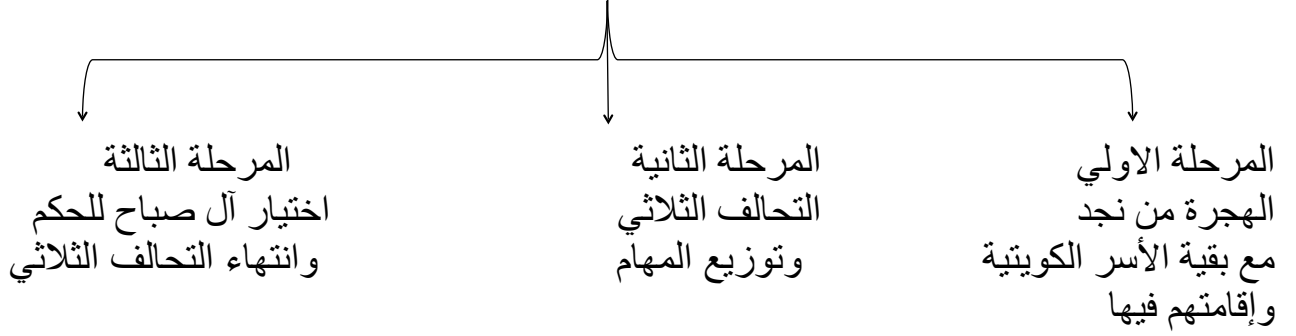 المرحلة الاولي
الهجرة من نجد
مع بقية الأسر الكويتية
وإقامتهم فيها
المرحلة الثانية
التحالف الثلاثي
وتوزيع المهام
المرحلة الثالثة
اختيار آل صباح للحكم
وانتهاء التحالف الثلاثي